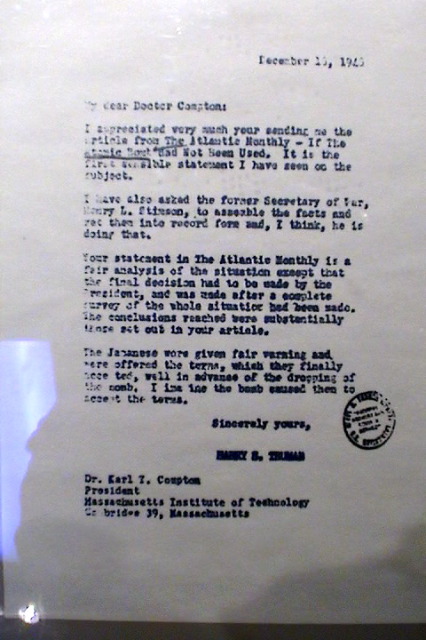 December 16, 1946
My dear Doctor Compton:
I appreciated very much your sending me the
article from The Atlantic Monthly - If The
Atomic Bomb Had Not Been Used. It is the
first sensible statement I have seen on the
subject.
I have also asked the former Secretary of War,
Henry L. Stimson, to assemble the facts and
get them into record form and, I think, he is
doing that.
Your statement in The Atlantic Monthly is a
fair analysis of the situation except that
the final decision had to be made by the
President, and was made after a complete
survey of the whole situation had been made.
The conclusions reached were substantially
those set out in your article.
The Japanese were given fair warning and
were offered the terms, which they finally
accepted, well in advance of the dropping of
the bomb. I imagine the bomb caused them to
accept the terms.
Sincerely yours,
HARRY S. TRUMAN
Dr. Karl T. Compton
President
Massachusetts Institute of Technology
Cambridge 39, Massachusetts